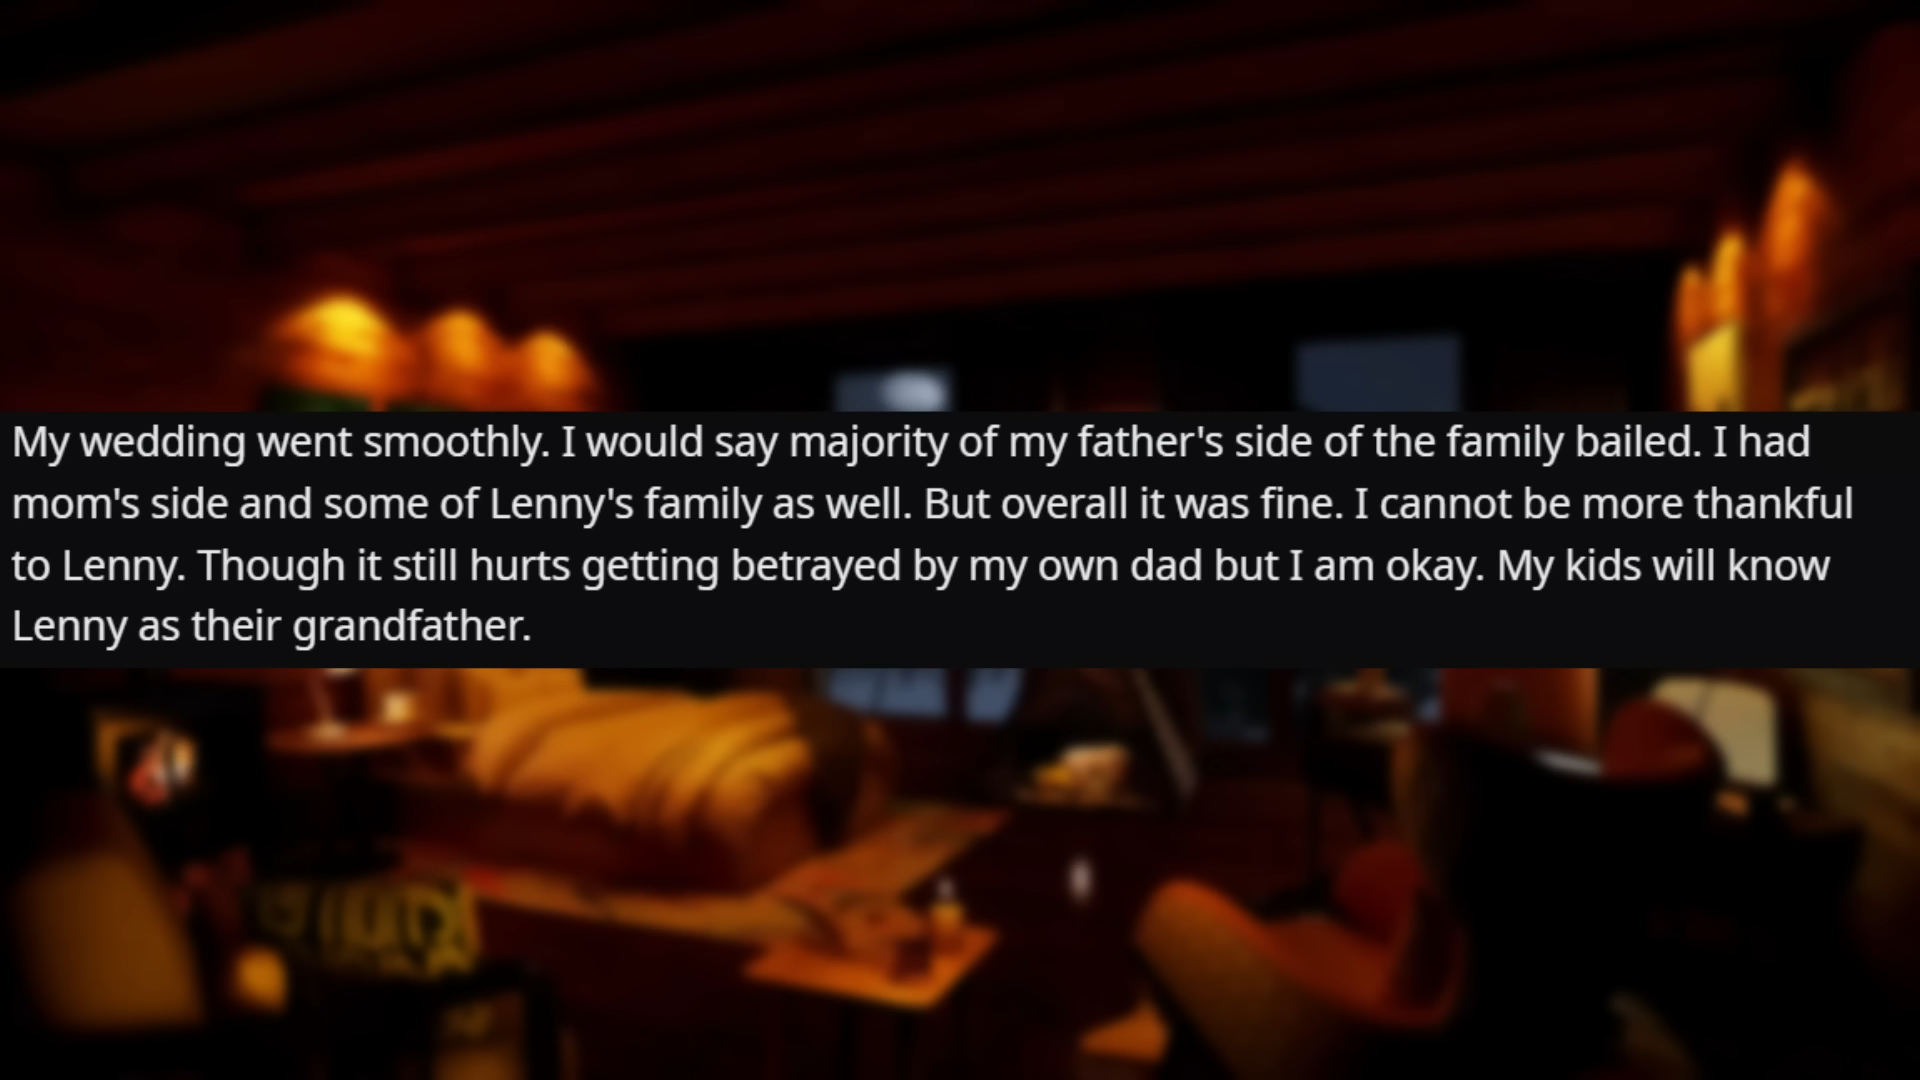 My wedding went smoothly. I would say majority of my father's side of the family bailed. I had
mom's side and some of Lenny's family as well. But overall it was fine. I cannot be more thankful
to Lenny. Though it still hurts getting betrayed by my own dad but I am okay. My kids will know
Lenny as their grandfather.